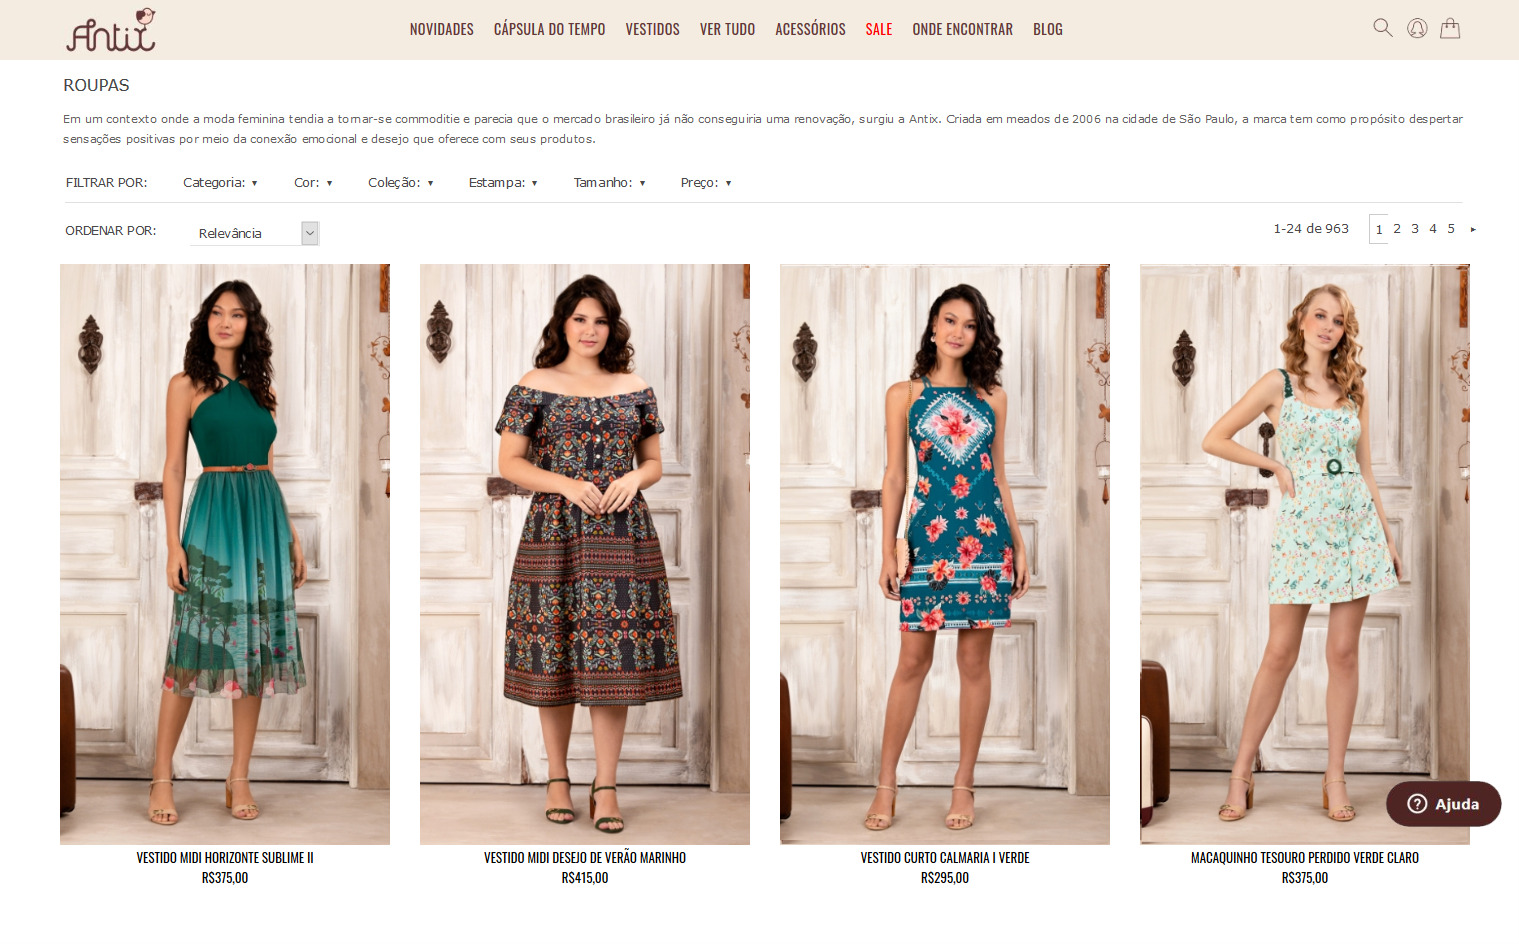 Antix
NOVIDADES CÁPSULA DO TEMPO VESTIDOS VER TUDO ACESSÓRIOS SALE ONDE ENCONTRAR BLOG
ROUPAS
Em um contexto onde a moda feminina tendia a tornar-se commoditie e parecia que o mercado brasileiro já não conseguiria uma renovação, surgiu a Antix. Criada em meados de 2006 na cidade de São Paulo, a marca tem como propósito despertar
sensações positivas por meio da conexão emocional e desejo que oferece com seus produtos.
FILTRAR POR: Categoria: ▾ Cor: ▾ Coleção: ▾ Estampa: ▾ Tamanho: ▾ Preço: ▾
ORDENAR POR: Relevância 1-24 de 963 1 2 3 4 5 ▸
Ajuda
VESTIDO MIDI HORIZONTE SUBLIME II VESTIDO MIDI DESEJO DE VERÃO MARINHO VESTIDO CURTO CALMARIA I VERDE MACAQUINHO TESOURO PERDIDO VERDE CLARO
R$375,00 R$415,00 R$295,00 R$375,00